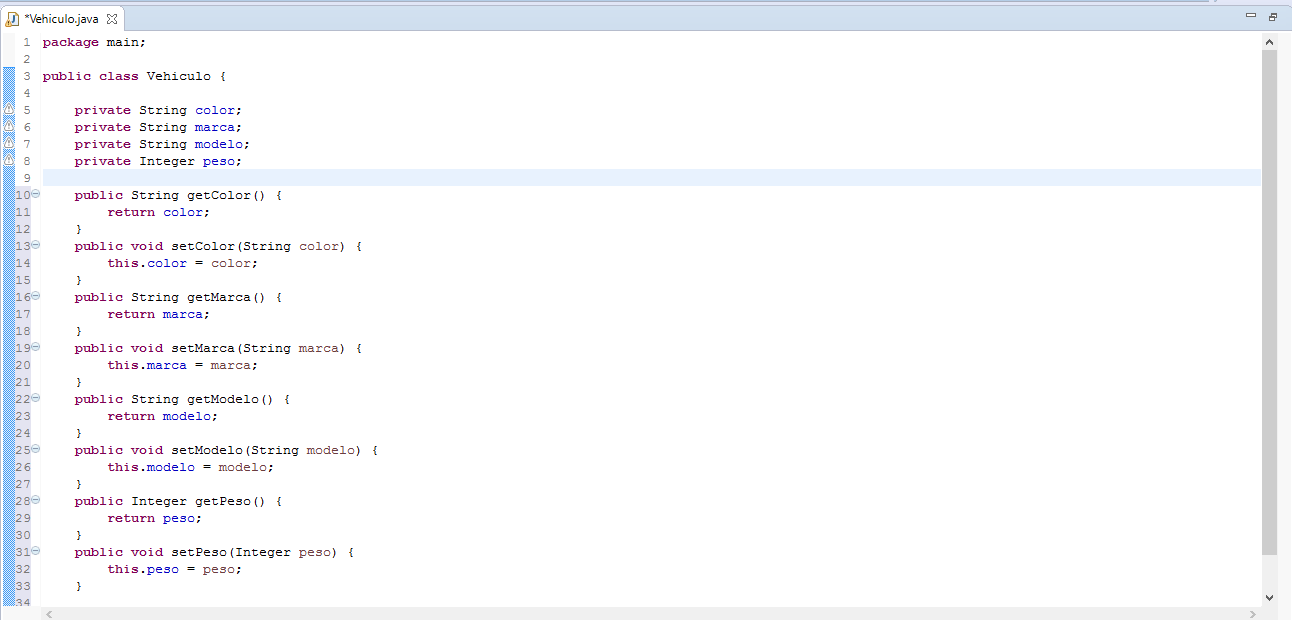 *Vehiculo.java
1 package main;
2
3 public class Vehiculo {
4
5     private String color;
6     private String marca;
7     private String modelo;
8     private Integer peso;
9
10     public String getColor() {
11         return color;
12     }
13     public void setColor(String color) {
14         this.color = color;
15     }
16     public String getMarca() {
17         return marca;
18     }
19     public void setMarca(String marca) {
20         this.marca = marca;
21     }
22     public String getModelo() {
23         return modelo;
24     }
25     public void setModelo(String modelo) {
26         this.modelo = modelo;
27     }
28     public Integer getPeso() {
29         return peso;
30     }
31     public void setPeso(Integer peso) {
32         this.peso = peso;
33     }
34